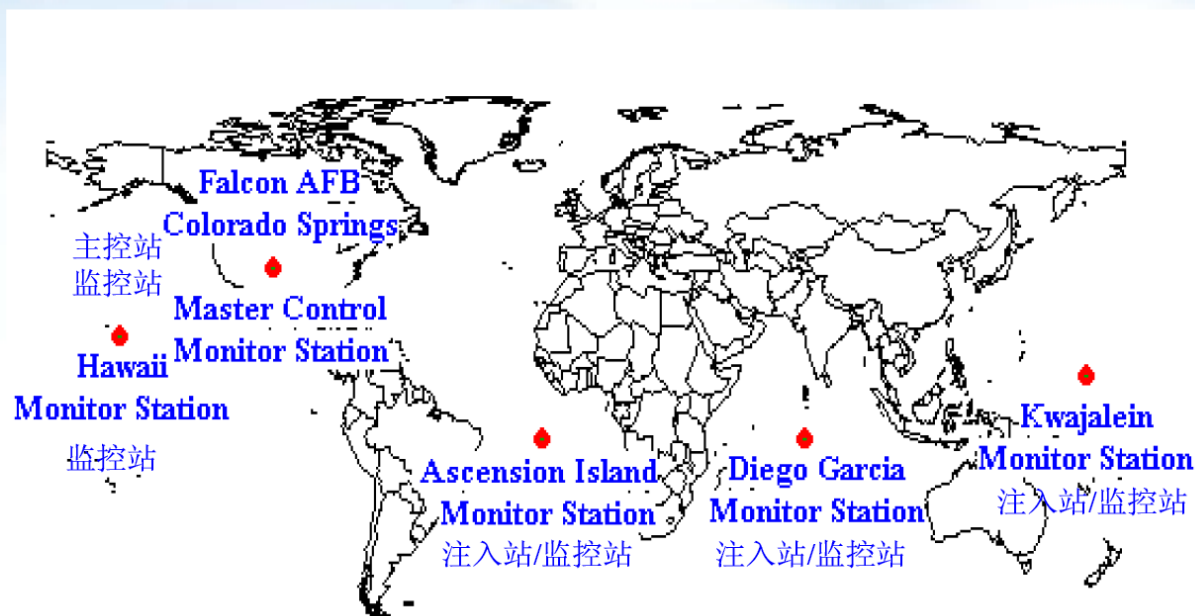 Falcon AFB
Colorado Springs
主控站
监控站
Master Control
Monitor Station
Hawaii
Monitor Station
监控站
Ascension Island
Monitor Station
注入站/监控站
Diego Garcia
Monitor Station
注入站/监控站
Kwajalein
Monitor Station
注入站/监控站